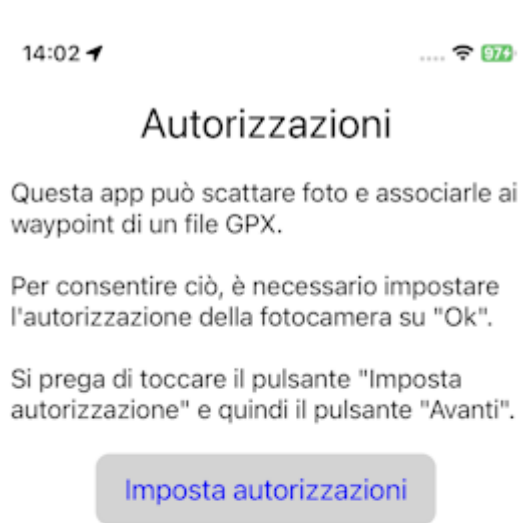 14:02
97
Autorizzazioni
Questa app può scattare foto e associarle ai
waypoint di un file GPX.
Per consentire ciò, è necessario impostare
l'autorizzazione della fotocamera su "Ok".
Si prega di toccare il pulsante "Imposta
autorizzazione" e quindi il pulsante "Avanti".
Imposta autorizzazioni